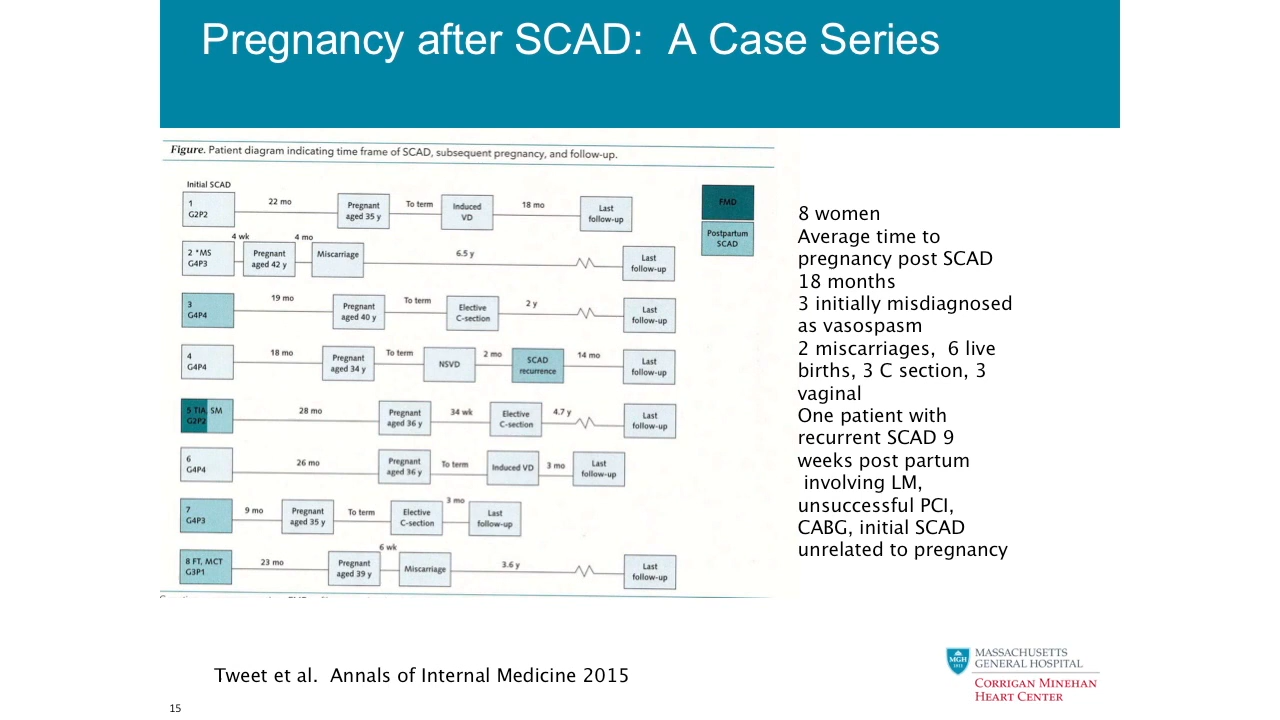 Pregnancy after SCAD: A Case Series
Figure. Patient diagram indicating time frame of SCAD, subsequent pregnancy, and follow-up.
Initial SCAD
1
G2P2
22 mo
Pregnant
aged 35 y
To term
Induced
VD
18 mo
Last
follow-up
2 *MS
G4P3
4 wk
Pregnant
aged 42 y
4 mo
Miscarriage
6.5 y
Last
follow-up
3
G4P4
19 mo
Pregnant
aged 40 y
To term
Elective
C-section
2 y
Last
follow-up
4
G4P4
18 mo
Pregnant
aged 34 y
To term
NSVD
2 mo
SCAD
recurrence
14 mo
Last
follow-up
5 TIA, SM
G2P2
28 mo
Pregnant
aged 36 y
34 wk
Elective
C-section
4.7 y
Last
follow-up
6
G4P4
26 mo
Pregnant
aged 36 y
To term
Induced VD
3 mo
Last
follow-up
7
G4P3
9 mo
Pregnant
aged 35 y
To term
Elective
C-section
3 mo
Last
follow-up
8 FT, MCT
G3P1
23 mo
Pregnant
aged 39 y
6 wk
Miscarriage
3.6 y
Last
follow-up
FMD
Postpartum
SCAD
8 women
Average time to
pregnancy post SCAD
18 months
3 initially misdiagnosed
as vasospasm
2 miscarriages, 6 live
births, 3 C section, 3
vaginal
One patient with
recurrent SCAD 9
weeks post partum
involving LM,
unsuccessful PCI,
CABG, initial SCAD
unrelated to pregnancy
Tweet et al. Annals of Internal Medicine 2015
15
MGH
1811
MASSACHUSETTS
GENERAL HOSPITAL
CORRIGAN MINEHAN
HEART CENTER